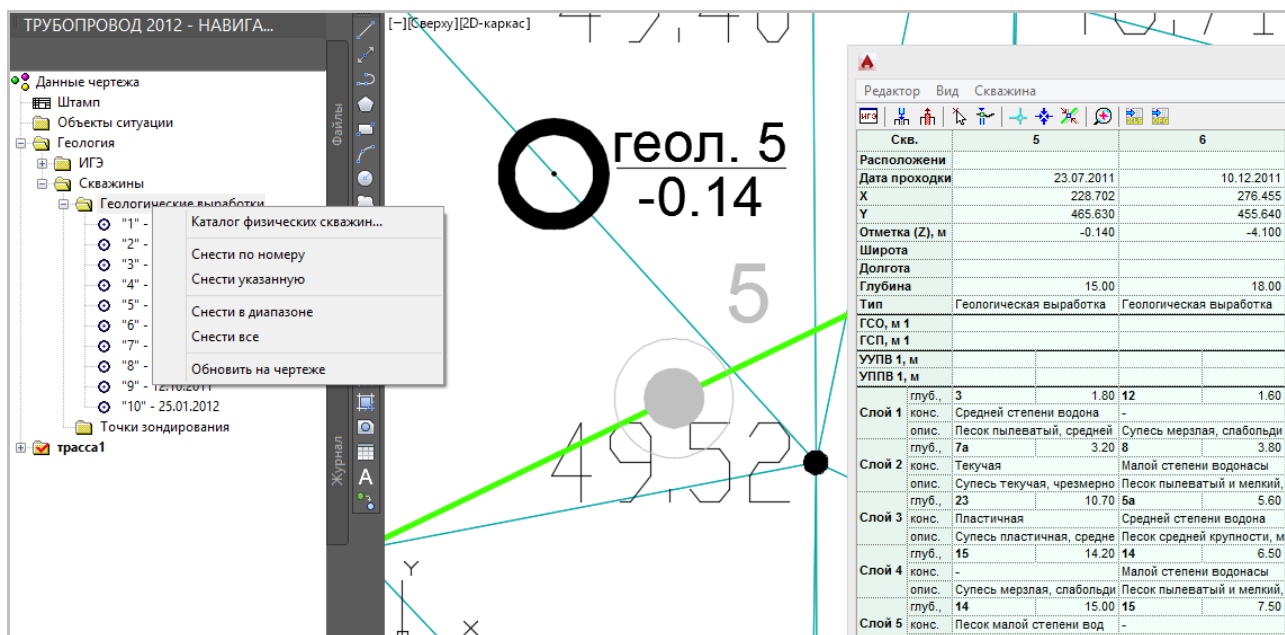 ТРУБОПРОВОД 2012 - НАВИГА...
Данные чертежа
Штамп
Объекты ситуации
Геология
ИГЭ
Скважины
Геологические выработки
"1" -
"2" -
"3" -
"4" -
"5" -
"6" -
"7" -
"8" -
"9" - 12.10.2011
"10" - 25.01.2012
Точки зондирования
трасса1
Каталог физических скважин...
Снести по номеру
Снести указанную
Снести в диапазоне
Снести все
Обновить на чертеже
Файлы
Журнал
[−][Сверху][2D-каркас]
геол. 5
-0.14
5
49.52
Y
X
Редактор Вид Скважина
ИГЭ
Скв. 5 6
Расположени
Дата проходки 23.07.2011 10.12.2011
X 228.702 276.455
Y 465.630 455.640
Отметка (Z), м -0.140 -4.100
Широта
Долгота
Глубина 15.00 18.00
Тип Геологическая выработка Геологическая выработка
ГСО, м 1
ГСП, м 1
УУПВ 1, м
УППВ 1, м
Слой 1 глуб., 3 1.80 12 1.60
конс. Средней степени водона -
опис. Песок пылеватый, средней Супесь мерзлая, слабольди
Слой 2 глуб., 7а 3.20 8 3.80
конс. Текучая Малой степени водонасы
опис. Супесь текучая, чрезмерно Песок пылеватый и мелкий,
Слой 3 глуб., 23 10.70 5а 5.60
конс. Пластичная Средней степени водона
опис. Супесь пластичная, средне Песок средней крупности, м
Слой 4 глуб., 15 14.20 14 6.50
конс. - Малой степени водонасы
опис. Супесь мерзлая, слабольди Песок пылеватый и мелкий,
Слой 5 глуб., 14 15.00 15 7.50
конс. Песок малой степени вод -